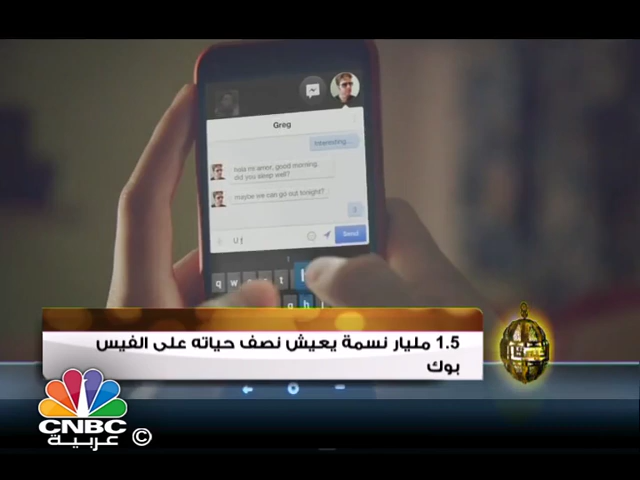 Greg
Interesting...
hola mi amor, good morning,
did you sleep well?
maybe we can go out tonight?
:)
U f
Send
q w e
1.5 مليار نسمة يعيش نصف حياته على الفيس
بوك
CNBC
عربية ©